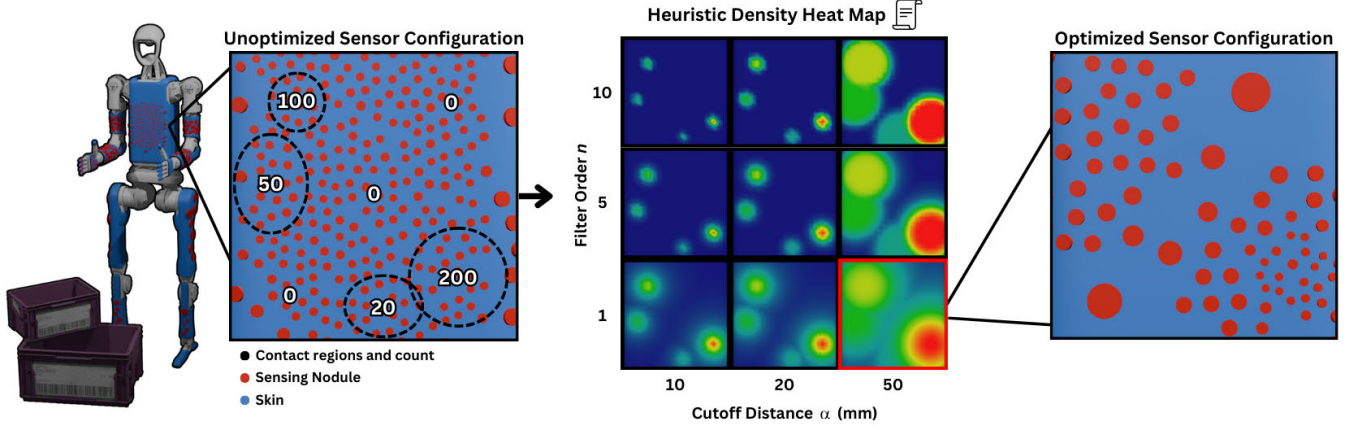 Heuristic Density Heat Map
Unoptimized Sensor Configuration
Optimized Sensor Configuration
100
0
50
0
200
0
20
Contact regions and count
Sensing Nodule
Skin
Filter Order n
10
5
1
10
20
50
Cutoff Distance α (mm)